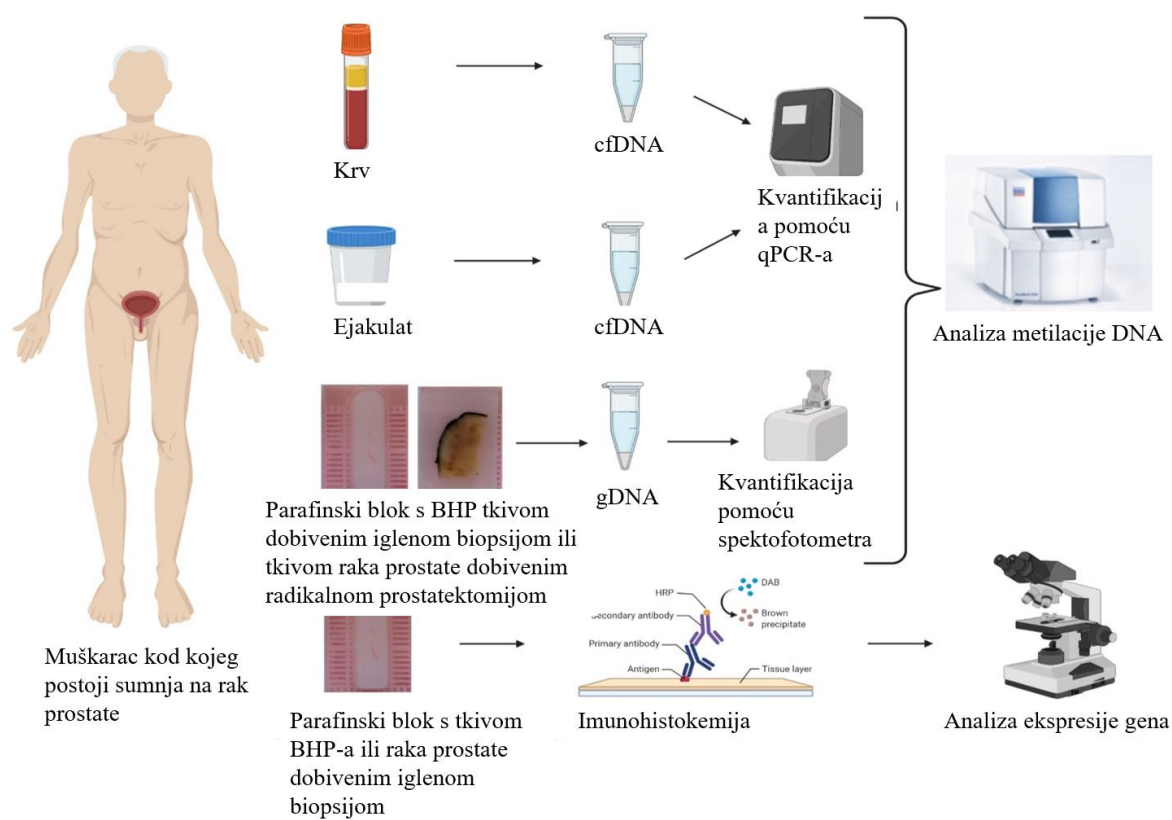 Krv
cfDNA
Kvantifikacij
a pomoću
qPCR-a
Ejakulat
cfDNA
Analiza metilacije DNA
Parafinski blok s BHP tkivom
dobivenim iglenom biopsijom ili
tkivom raka prostate dobivenim
radikalnom prostatektomijom
gDNA
Kvantifikacija
pomoću
spektofotometra
Muškarac kod kojeg
postoji sumnja na rak
prostate
Parafinski blok s tkivom
BHP-a ili raka prostate
dobivenim iglenom
biopsijom
DAB
HRP
econdary antibody
Brown
precipitate
Primary antibody
Antigen
Tissue layer
Imunohistokemija
Analiza ekspresije gena